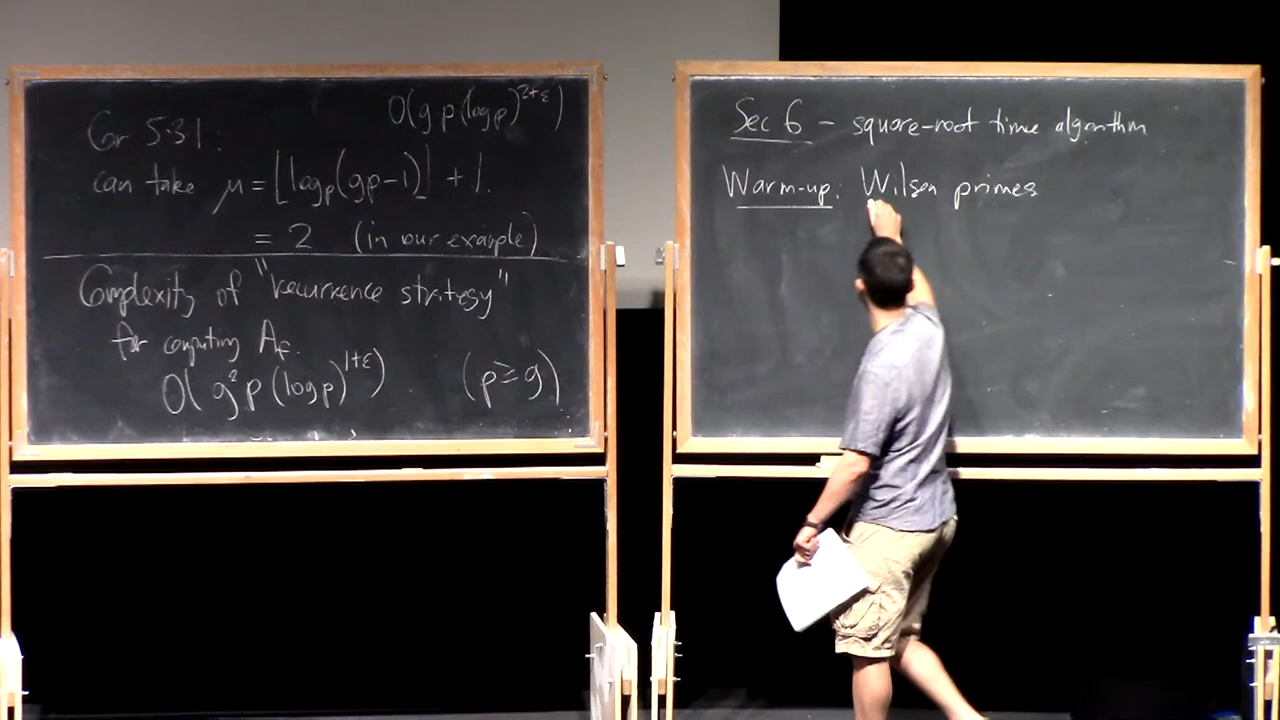 O(g p (log p)^{2+ε})
Cor 5.3.1:
can take μ = ⌊log_p(gp−1)⌋ + 1.
= 2 (in our example)
Complexity of "recurrence strategy"
for computing A_F.
O(g² p (log p)^{1+ε}) (p ≥ g)
Sec 6 – square-root time algorithm
Warm-up: Wilson primes